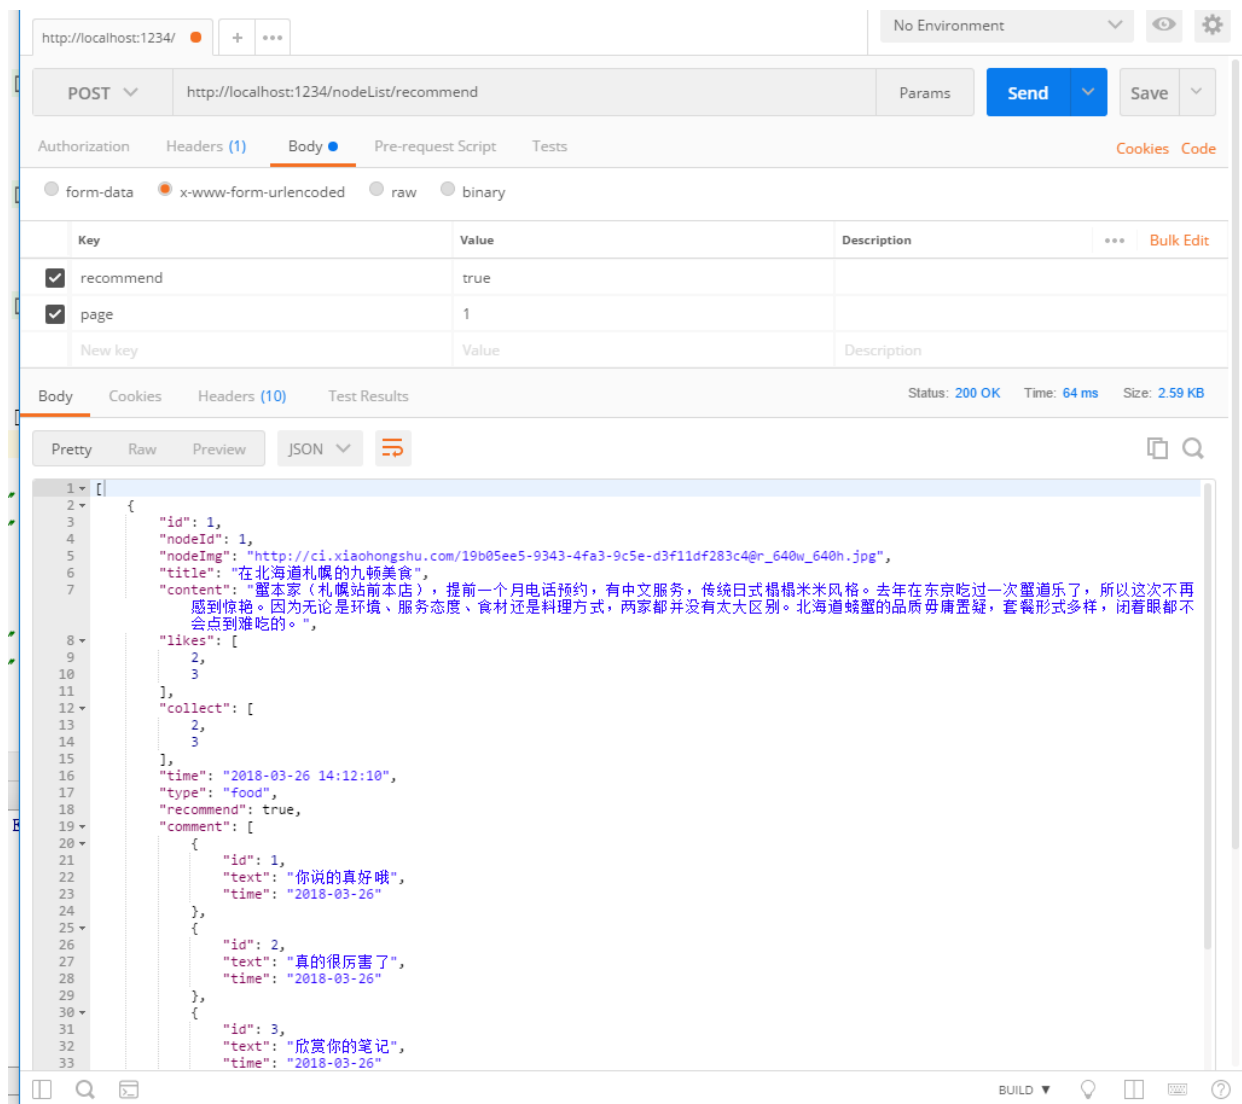 http://localhost:1234/
No Environment
POST http://localhost:1234/nodeList/recommend Params Send Save
Authorization Headers (1) Body Pre-request Script Tests Cookies Code
form-data x-www-form-urlencoded raw binary
Key Value Description Bulk Edit
recommend true
page 1
New key Value Description
Body Cookies Headers (10) Test Results Status: 200 OK Time: 64 ms Size: 2.59 KB
Pretty Raw Preview JSON
1 [
2 {
3 "id": 1,
4 "nodeId": 1,
5 "nodeImg": "http://ci.xiaohongshu.com/19b05ee5-9343-4fa3-9c5e-d3f11df283c4@r_640w_640h.jpg",
6 "title": "在北海道札幌的九顿美食",
7 "content": "蟹本家（札幌站前本店），提前一个月电话预约，有中文服务，传统日式榻榻米米风格。去年在东京吃过一次蟹道乐了，所以这次不再
感到惊艳。因为无论是环境、服务态度、食材还是料理方式，两家都并没有太大区别。北海道螃蟹的品质毋庸置疑，套餐形式多样，闭着眼都不
会点到难吃的。",
8 "likes": [
9 2,
10 3
11 ],
12 "collect": [
13 2,
14 3
15 ],
16 "time": "2018-03-26 14:12:10",
17 "type": "food",
18 "recommend": true,
19 "comment": [
20 {
21 "id": 1,
22 "text": "你说的真好哦",
23 "time": "2018-03-26"
24 },
25 {
26 "id": 2,
27 "text": "真的很厉害了",
28 "time": "2018-03-26"
29 },
30 {
31 "id": 3,
32 "text": "欣赏你的笔记",
33 "time": "2018-03-26"
BUILD